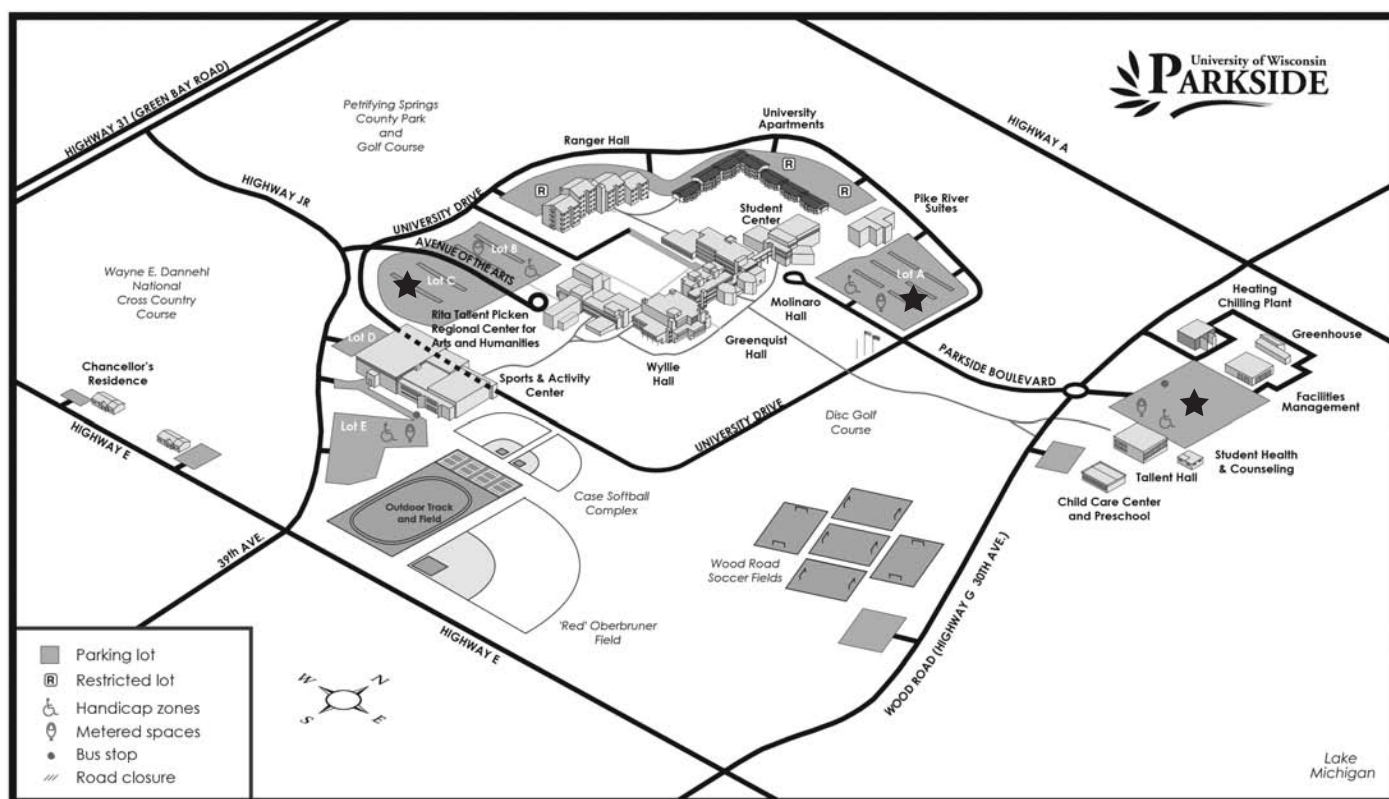 University of Wisconsin
PARKSIDE
HIGHWAY 31 (GREEN BAY ROAD)
HIGHWAY A
Petrifying Springs
County Park
and
Golf Course
University
Apartments
Ranger Hall
R
R
R
HIGHWAY JR
UNIVERSITY DRIVE
AVENUE OF THE ARTS
Student
Center
Pike River
Suites
Lot B
Lot C
Lot A
Wayne E. Dannehl
National
Cross Country
Course
Molinaro
Hall
Heating
Chilling Plant
Greenhouse
Rita Tallent Picken
Regional Center for
Arts and Humanities
Greenquist
Hall
Wyllie
Hall
Lot D
Chancellor's
Residence
Sports & Activity
Center
PARKSIDE BOULEVARD
Facilities
Management
UNIVERSITY DRIVE
Disc Golf
Course
Lot E
HIGHWAY E
Student Health
& Counseling
Tallent Hall
Child Care Center
and Preschool
Case Softball
Complex
Outdoor Track
and Field
39th AVE.
Wood Road
Soccer Fields
WOOD ROAD (HIGHWAY G 30TH AVE.)
'Red' Oberbruner
Field
HIGHWAY E
Parking lot
R Restricted lot
Handicap zones
Metered spaces
Bus stop
Road closure
W
N
S
E
Lake
Michigan